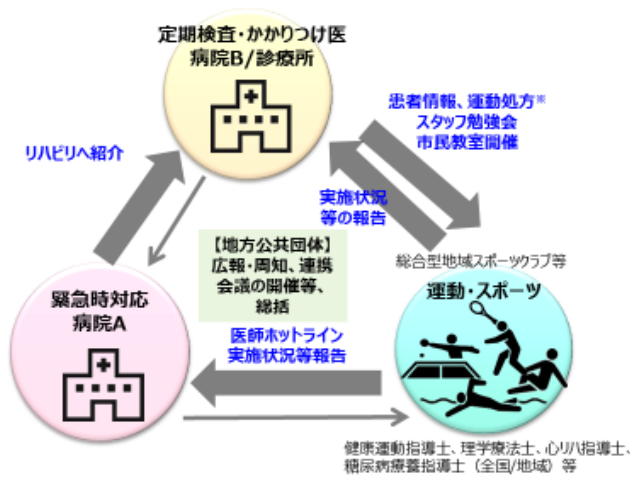 定期検査・かかりつけ医
病院B/診療所
患者情報、運動処方※
スタッフ勉強会
市民教室開催
リハビリへ紹介
実施状況
等の報告
【地方公共団体】
広報・周知、連携
会議の開催等、
総括
総合型地域スポーツクラブ等
運動・スポーツ
緊急時対応
病院A
医師ホットライン
実施状況等報告
健康運動指導士、理学療法士、心リハ指導士、
糖尿病療養指導士（全国/地域）等